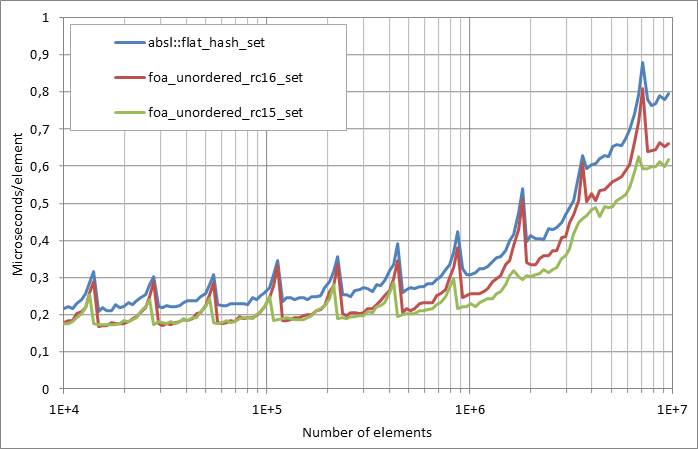 1
0,9
0,8
0,7
0,6
0,5
0,4
0,3
0,2
0,1
0
Microseconds/element
absl::flat_hash_set
foa_unordered_rc16_set
foa_unordered_rc15_set
1E+4 1E+5 1E+6 1E+7
Number of elements